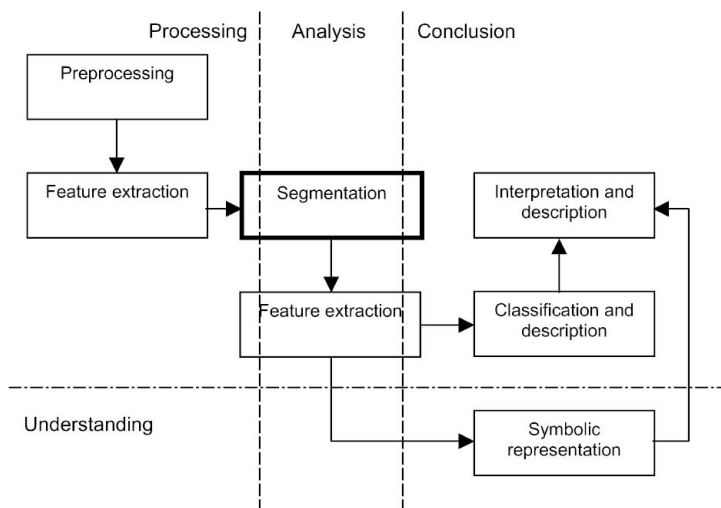 Processing
Analysis
Conclusion
Preprocessing
Feature extraction
Segmentation
Interpretation and
description
Feature extraction
Classification and
description
Understanding
Symbolic
representation